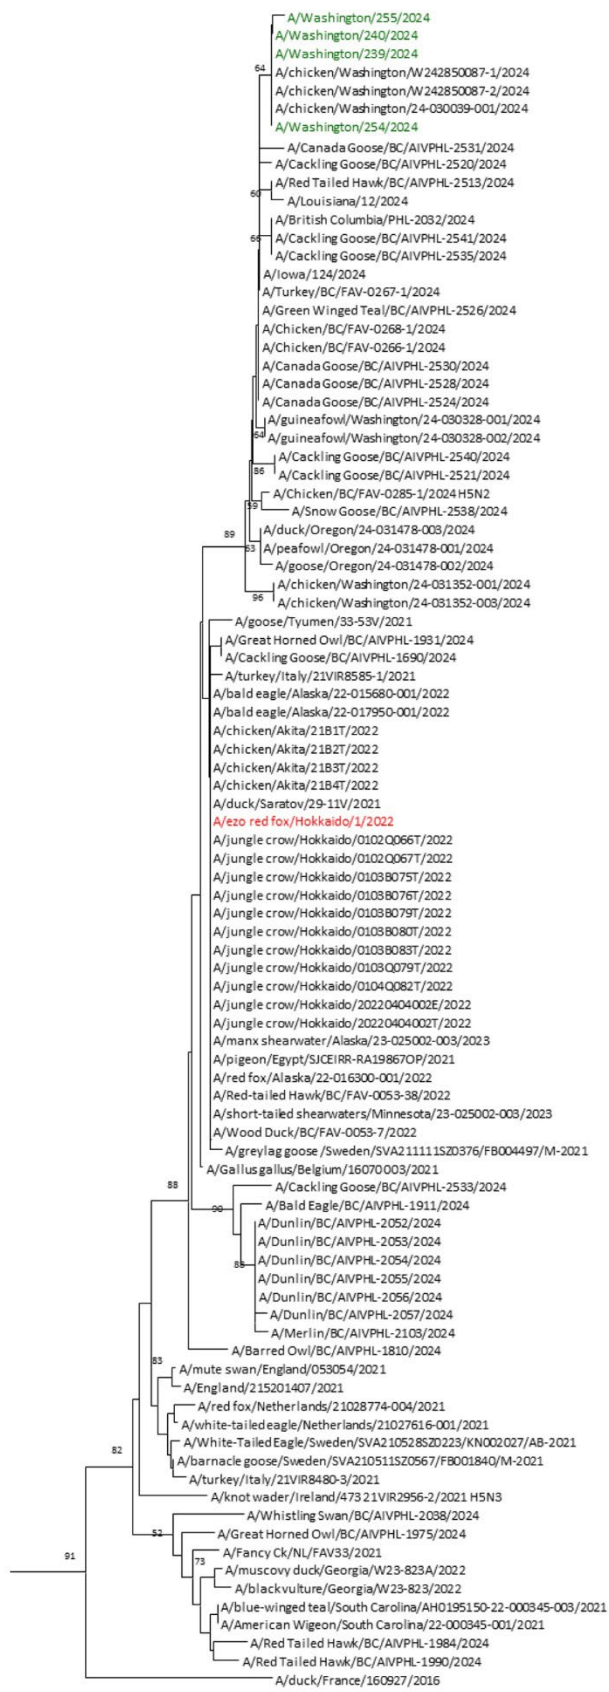 A/Washington/255/2024
A/Washington/240/2024
A/Washington/239/2024
64
A/chicken/Washington/W242850087-1/2024
A/chicken/Washington/W242850087-2/2024
A/chicken/Washington/24-030039-001/2024
A/Washington/254/2024
A/Canada Goose/BC/AIVPHL-2531/2024
A/Cackling Goose/BC/AIVPHL-2520/2024
A/Red Tailed Hawk/BC/AIVPHL-2513/2024
60
A/Louisiana/12/2024
A/British Columbia/PHL-2032/2024
66
A/Cackling Goose/BC/AIVPHL-2541/2024
A/Cackling Goose/BC/AIVPHL-2535/2024
A/Iowa/124/2024
A/Turkey/BC/FAV-0267-1/2024
A/Green Winged Teal/BC/AIVPHL-2526/2024
A/Chicken/BC/FAV-0268-1/2024
A/Chicken/BC/FAV-0266-1/2024
A/Canada Goose/BC/AIVPHL-2530/2024
A/Canada Goose/BC/AIVPHL-2528/2024
A/Canada Goose/BC/AIVPHL-2524/2024
A/guineafowl/Washington/24-030328-001/2024
64
A/guineafowl/Washington/24-030328-002/2024
A/Cackling Goose/BC/AIVPHL-2540/2024
86
A/Cackling Goose/BC/AIVPHL-2521/2024
A/Chicken/BC/FAV-0285-1/2024 H5N2
59
A/Snow Goose/BC/AIVPHL-2538/2024
A/duck/Oregon/24-031478-003/2024
89
63
A/peafowl/Oregon/24-031478-001/2024
A/goose/Oregon/24-031478-002/2024
A/chicken/Washington/24-031352-001/2024
96
A/chicken/Washington/24-031352-003/2024
A/goose/Tyumen/33-53V/2021
A/Great Horned Owl/BC/AIVPHL-1931/2024
A/Cackling Goose/BC/AIVPHL-1690/2024
A/turkey/Italy/21VIR8585-1/2021
A/bald eagle/Alaska/22-015680-001/2022
A/bald eagle/Alaska/22-017950-001/2022
A/chicken/Akita/21B1T/2022
A/chicken/Akita/21B2T/2022
A/chicken/Akita/21B3T/2022
A/chicken/Akita/21B4T/2022
A/duck/Saratov/29-11V/2021
A/ezo red fox/Hokkaido/1/2022
A/jungle crow/Hokkaido/0102Q066T/2022
A/jungle crow/Hokkaido/0102Q067T/2022
A/jungle crow/Hokkaido/0103B075T/2022
A/jungle crow/Hokkaido/0103B076T/2022
A/jungle crow/Hokkaido/0103B079T/2022
A/jungle crow/Hokkaido/0103B080T/2022
A/jungle crow/Hokkaido/0103B083T/2022
A/jungle crow/Hokkaido/0103Q079T/2022
A/jungle crow/Hokkaido/0104Q082T/2022
A/jungle crow/Hokkaido/20220404002E/2022
A/jungle crow/Hokkaido/20220404002T/2022
A/manx shearwater/Alaska/23-025002-003/2023
A/pigeon/Egypt/SJCEIRR-RA19867OP/2021
A/red fox/Alaska/22-016300-001/2022
A/Red-tailed Hawk/BC/FAV-0053-38/2022
A/short-tailed shearwaters/Minnesota/23-025002-003/2023
A/Wood Duck/BC/FAV-0053-7/2022
A/greylag goose/Sweden/SVA211111SZ0376/FB004497/M-2021
A/Gallus gallus/Belgium/16070003/2021
88
A/Cackling Goose/BC/AIVPHL-2533/2024
90
A/Bald Eagle/BC/AIVPHL-1911/2024
A/Dunlin/BC/AIVPHL-2052/2024
A/Dunlin/BC/AIVPHL-2053/2024
A/Dunlin/BC/AIVPHL-2054/2024
A/Dunlin/BC/AIVPHL-2055/2024
A/Dunlin/BC/AIVPHL-2056/2024
A/Dunlin/BC/AIVPHL-2057/2024
A/Merlin/BC/AIVPHL-2103/2024
A/Barred Owl/BC/AIVPHL-1810/2024
83
A/mute swan/England/053054/2021
A/England/215201407/2021
A/red fox/Netherlands/21028774-004/2021
A/white-tailed eagle/Netherlands/21027616-001/2021
A/White-Tailed Eagle/Sweden/SVA210528SZ0223/KN002027/AB-2021
82
A/barnacle goose/Sweden/SVA210511SZ0567/FB001840/M-2021
A/turkey/Italy/21VIR8480-3/2021
A/knot wader/Ireland/473 21VIR2956-2/2021 H5N3
A/Whistling Swan/BC/AIVPHL-2038/2024
52
A/Great Horned Owl/BC/AIVPHL-1975/2024
A/Fancy Ck/NL/FAV33/2021
91
73
A/muscovy duck/Georgia/W23-823A/2022
A/black vulture/Georgia/W23-823/2022
A/blue-winged teal/South Carolina/AH0195150-22-000345-003/2021
A/American Wigeon/South Carolina/22-000345-001/2021
A/Red Tailed Hawk/BC/AIVPHL-1984/2024
A/Red Tailed Hawk/BC/AIVPHL-1990/2024
A/duck/France/160927/2016